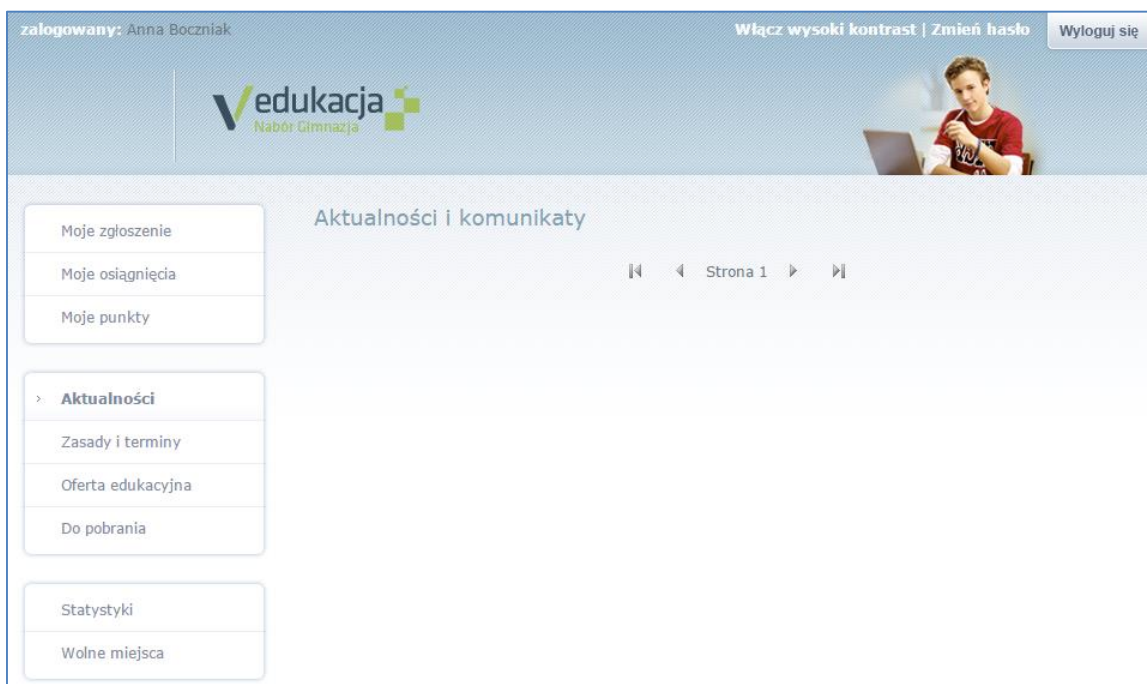 zalogowany: Anna Boczniak
Włącz wysoki kontrast | Zmień hasło
Wyloguj się
edukacja
Nabór Gimnazja
Moje zgłoszenie
Moje osiągnięcia
Moje punkty
Aktualności
Zasady i terminy
Oferta edukacyjna
Do pobrania
Statystyki
Wolne miejsca
Aktualności i komunikaty
Strona 1